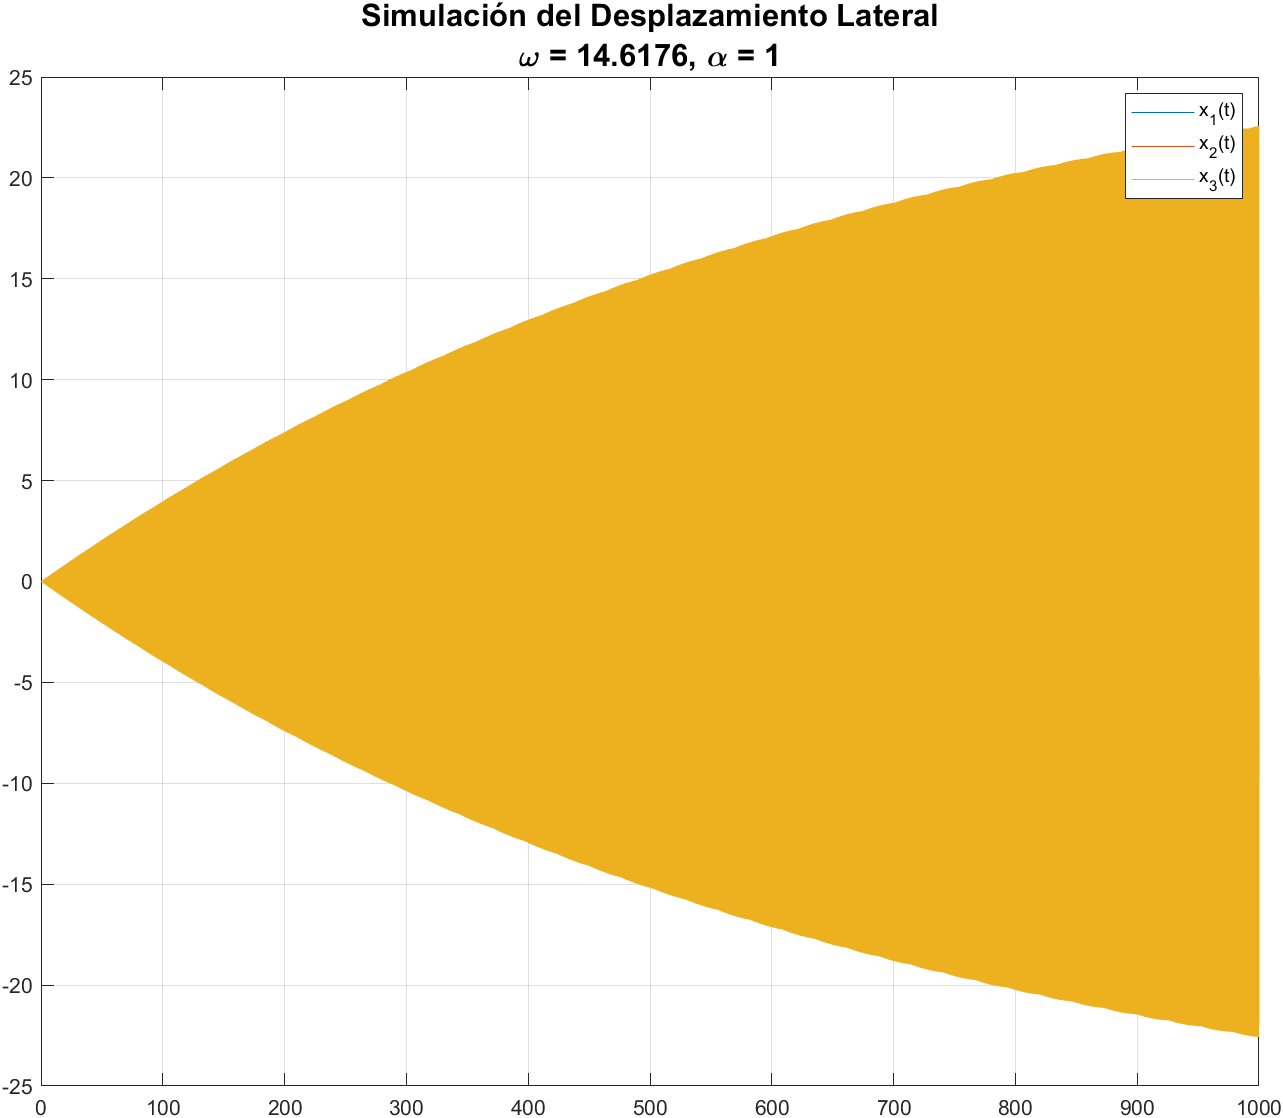 Simulación del Desplazamiento Lateral
ω = 14.6176, α = 1
25
20
15
10
5
0
-5
-10
-15
-20
-25
x1(t)
x2(t)
x3(t)
0 100 200 300 400 500 600 700 800 900 1000